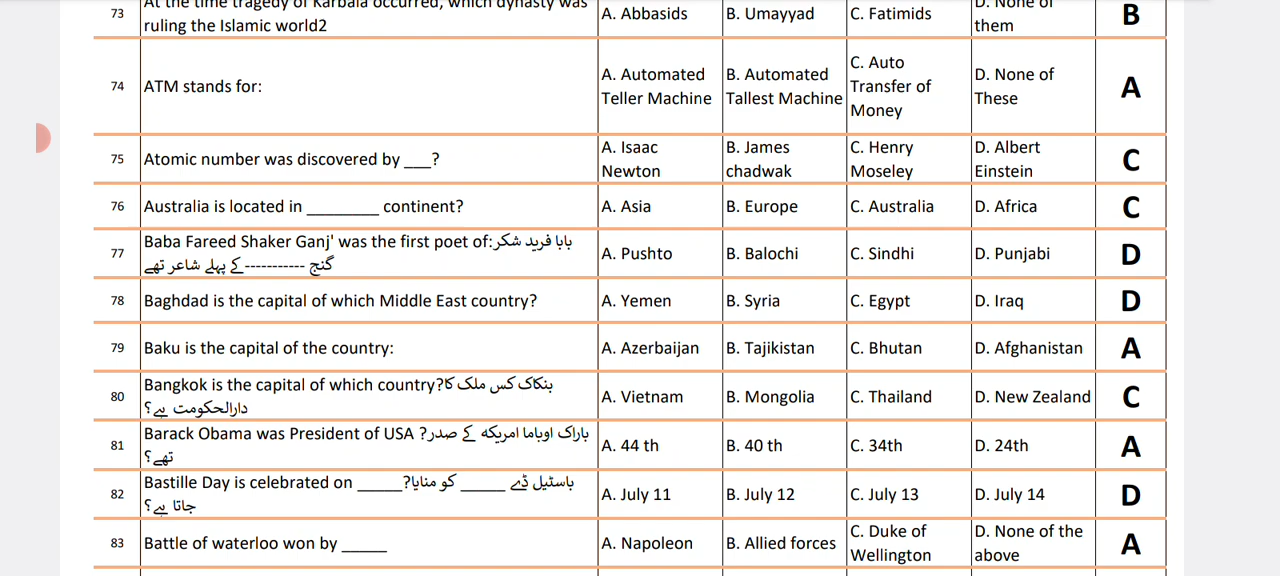 73 At the time tragedy of Karbala occurred, which dynasty was
ruling the Islamic world2
A. Abbasids
B. Umayyad
C. Fatimids
D. None of
them
B
74 ATM stands for:
A. Automated
Teller Machine
B. Automated
Tallest Machine
C. Auto
Transfer of
Money
D. None of
These
A
75 Atomic number was discovered by ___?
A. Isaac
Newton
B. James
chadwak
C. Henry
Moseley
D. Albert
Einstein
C
76 Australia is located in ________ continent?
A. Asia
B. Europe
C. Australia
D. Africa
C
77 Baba Fareed Shaker Ganj' was the first poet of:بابا فرید شکر
گنج -----------کے پہلے شاعر تھے
A. Pushto
B. Balochi
C. Sindhi
D. Punjabi
D
78 Baghdad is the capital of which Middle East country?
A. Yemen
B. Syria
C. Egypt
D. Iraq
D
79 Baku is the capital of the country:
A. Azerbaijan
B. Tajikistan
C. Bhutan
D. Afghanistan
A
80 Bangkok is the capital of which country?بنکاک کس ملک کا
دارالحکومت ہے؟
A. Vietnam
B. Mongolia
C. Thailand
D. New Zealand
C
81 Barack Obama was President of USA ?باراک اوباما امریکہ کے صدر?
تھے؟
A. 44 th
B. 40 th
C. 34th
D. 24th
A
82 Bastille Day is celebrated on _____?باسٹیل ڈے _____ کو منایا
جاتا ہے؟
A. July 11
B. July 12
C. July 13
D. July 14
D
83 Battle of waterloo won by _____
A. Napoleon
B. Allied forces
C. Duke of
Wellington
D. None of the
above
A